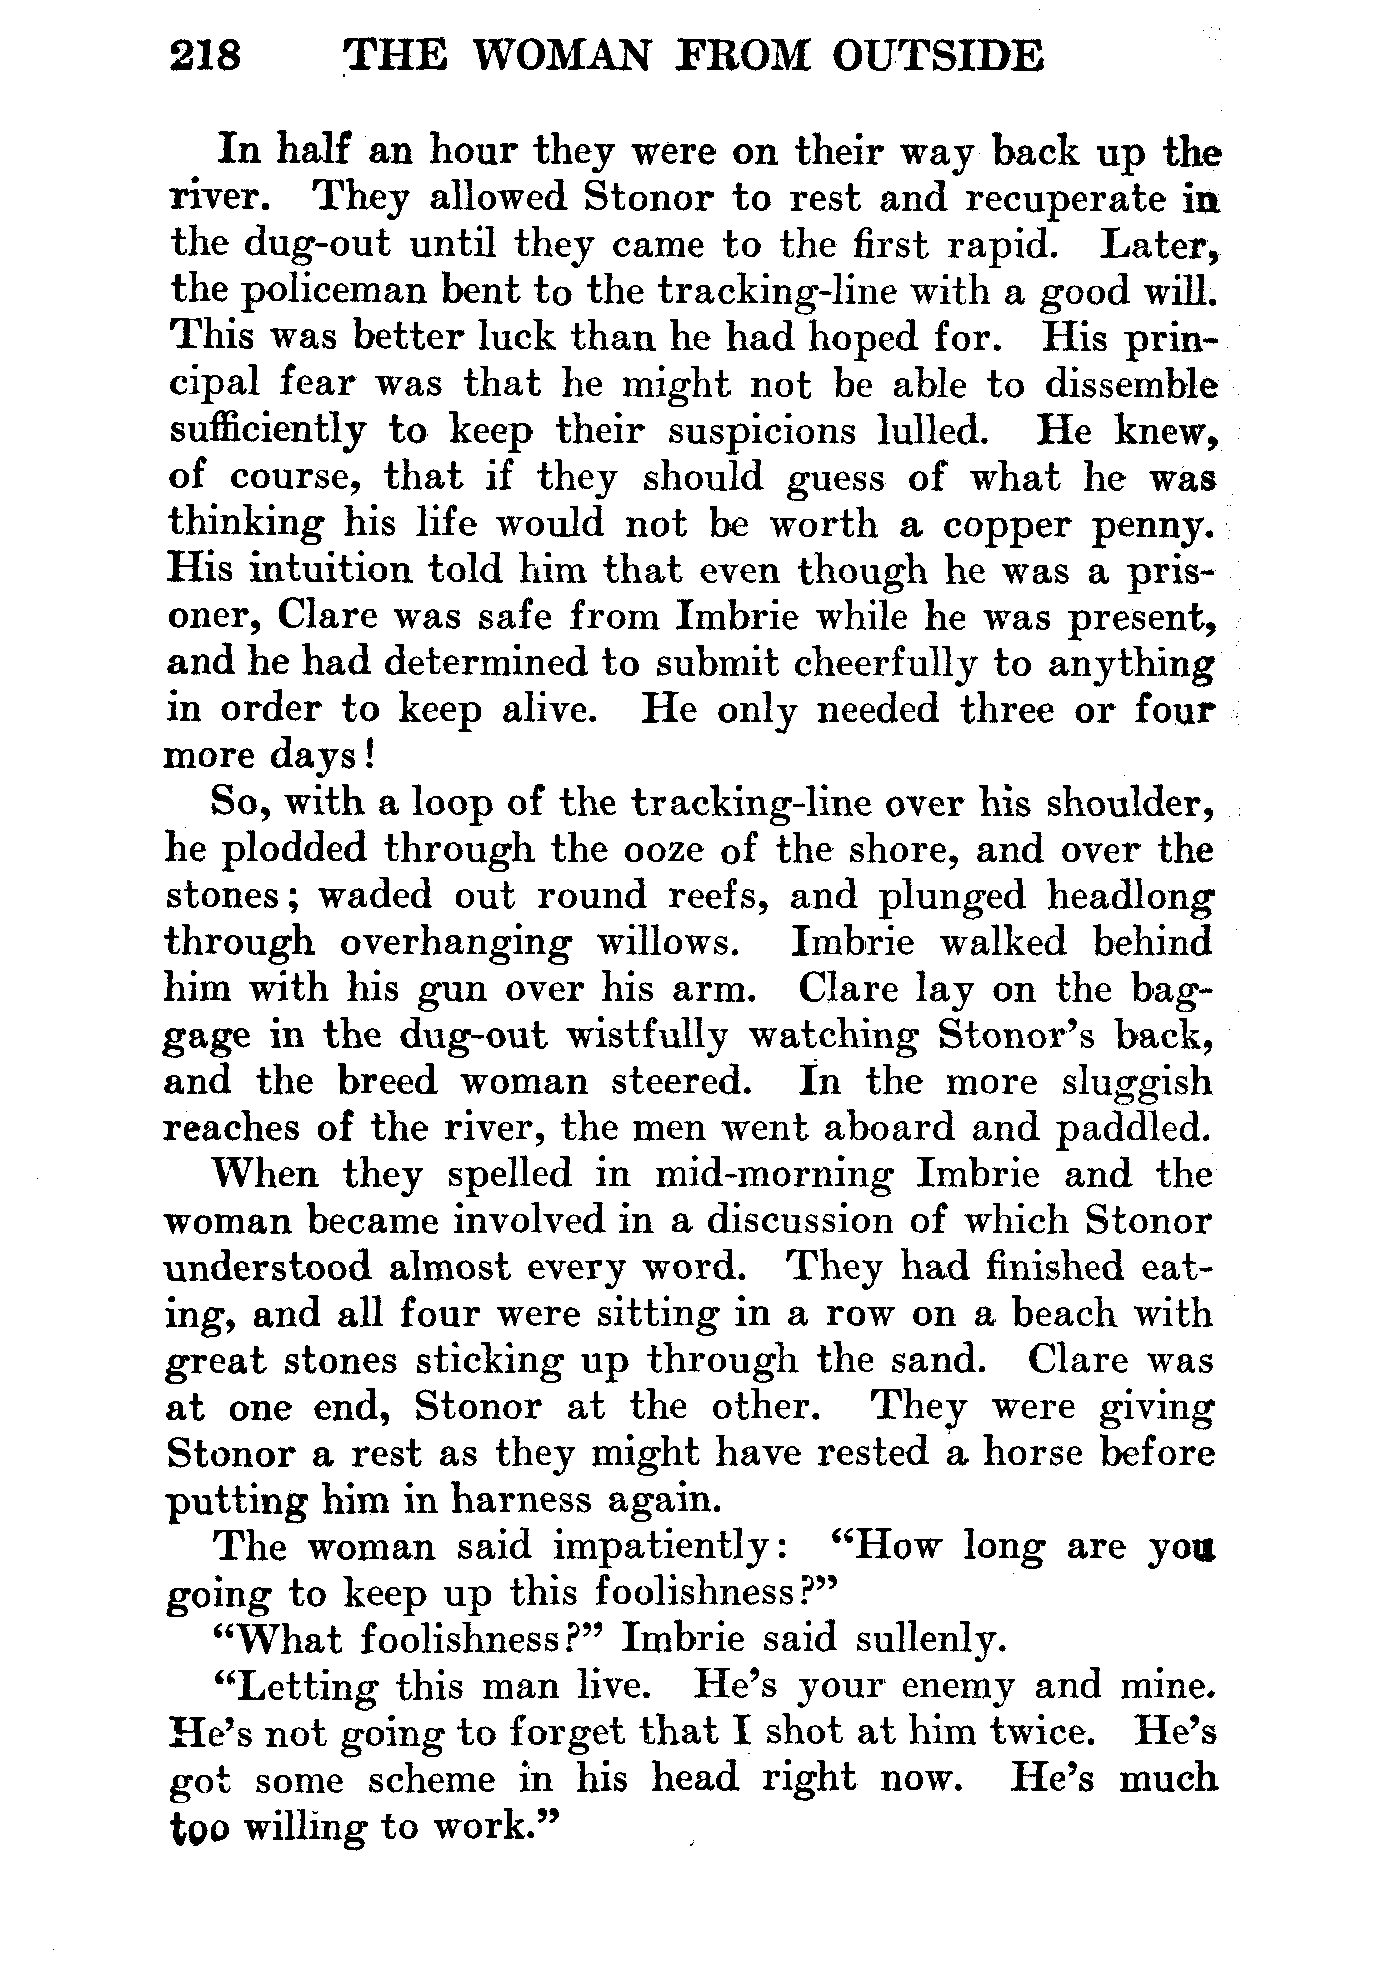 218 THE WOMAN FROM OUTSIDE
In half an hour they were on their way back up the
river. They allowed Stonor to rest and recuperate in
the dug-out until they came to the first rapid. Later,
the policeman bent to the tracking-line with a good will.
This was better luck than he had hoped for. His prin-
cipal fear was that he might not be able to dissemble
sufficiently to keep their suspicions lulled. He knew,
of course, that if they should guess of what he was
thinking his life would not be worth a copper penny.
His intuition told him that even though he was a pris-
oner, Clare was safe from Imbrie while he was present,
and he had determined to submit cheerfully to anything
in order to keep alive. He only needed three or four
more days!
So, with a loop of the tracking-line over his shoulder,
he plodded through the ooze of the shore, and over the
stones; waded out round reefs, and plunged headlong
through overhanging willows. Imbrie walked behind
him with his gun over his arm. Clare lay on the bag-
gage in the dug-out wistfully watching Stonor's back,
and the breed woman steered. In the more sluggish
reaches of the river, the men went aboard and paddled.
When they spelled in mid-morning Imbrie and the
woman became involved in a discussion of which Stonor
understood almost every word. They had finished eat-
ing, and all four were sitting in a row on a beach with
great stones sticking up through the sand. Clare was
at one end, Stonor at the other. They were giving
Stonor a rest as they might have rested a horse before
putting him in harness again.
The woman said impatiently: "How long are you
going to keep up this foolishness?"
"What foolishness?" Imbrie said sullenly.
"Letting this man live. He's your enemy and mine.
He's not going to forget that I shot at him twice. He's
got some scheme in his head right now. He's much
too willing to work."